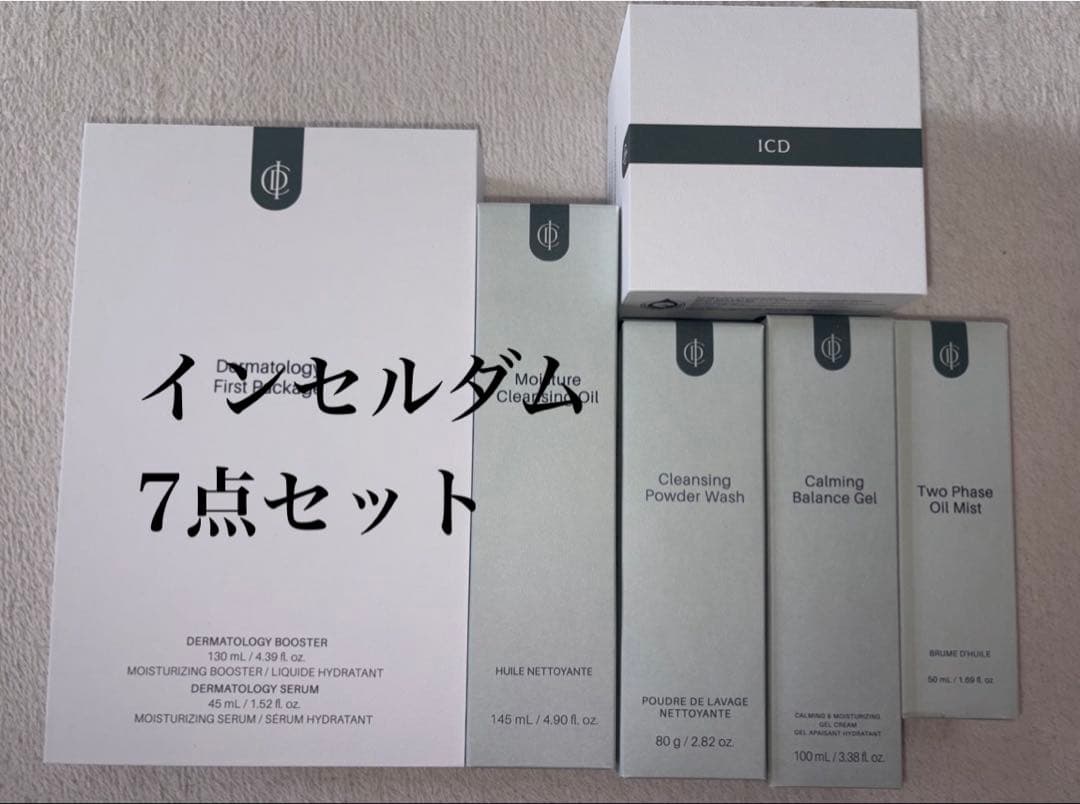 インセルダム
7点セット
Dermatology
First Package
DERMATOLOGY BOOSTER
130 mL / 4.39 fl. oz.
MOISTURIZING BOOSTER / LIQUIDE HYDRATANT
DERMATOLOGY SERUM
45 mL / 1.52 fl. oz.
MOISTURIZING SERUM / SÉRUM HYDRATANT
Moisture
Cleansing Oil
HUILE NETTOYANTE
145 mL / 4.90 fl. oz.
ICD
Cleansing
Powder Wash
POUDRE DE LAVAGE
NETTOYANTE
80 g / 2.82 oz.
Calming
Balance Gel
CALMING & MOISTURIZING
GEL CREAM
GEL APAISANT HYDRATANT
100 mL / 3.38 fl. oz.
Two Phase
Oil Mist
BRUME D'HUILE
50 mL / 1.69 fl. oz.